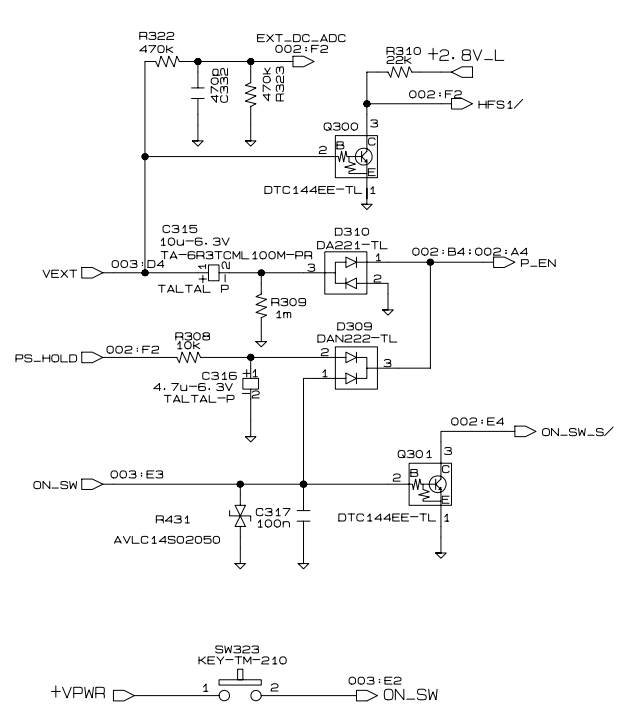 R322
470k
EXT_DC_ADC
002:F2
470p
C332
470k
R323
R310
22k
+2.8V_L
002:F2
HFS1/
Q300
3
C
2
B
E
DTC144EE-TL
1
C315
10u-6.3V
TA-6R3TCML100M-PR
VEXT
003:D4
1
2
+
-
TALTAL P
3
D310
DA221-TL
1
2
002:B4:002:A4
P_EN
R309
1m
D309
DAN222-TL
PS_HOLD
002:F2
R308
10k
2
1
3
C316
4.7u-6.3V
TALTAL-P
+1
-2
002:E4
ON_SW_S/
Q301
3
C
2
B
E
DTC144EE-TL
1
ON_SW
003:E3
R431
AVLC14S02050
C317
100n
SW323
KEY-TM-210
+VPWR
1
2
003:E2
ON_SW